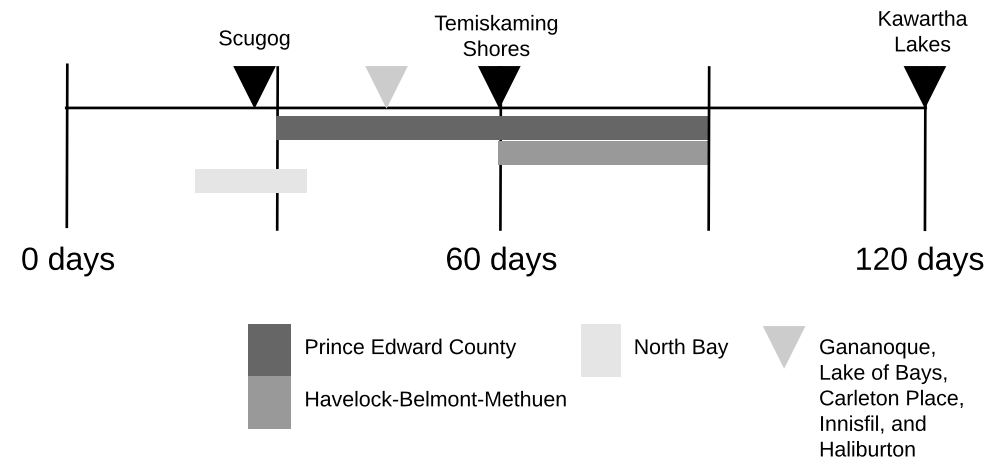 Scugog
Temiskaming
Shores
Kawartha
Lakes
0 days
60 days
120 days
Prince Edward County
Havelock-Belmont-Methuen
North Bay
Gananoque,
Lake of Bays,
Carleton Place,
Innisfil, and
Haliburton